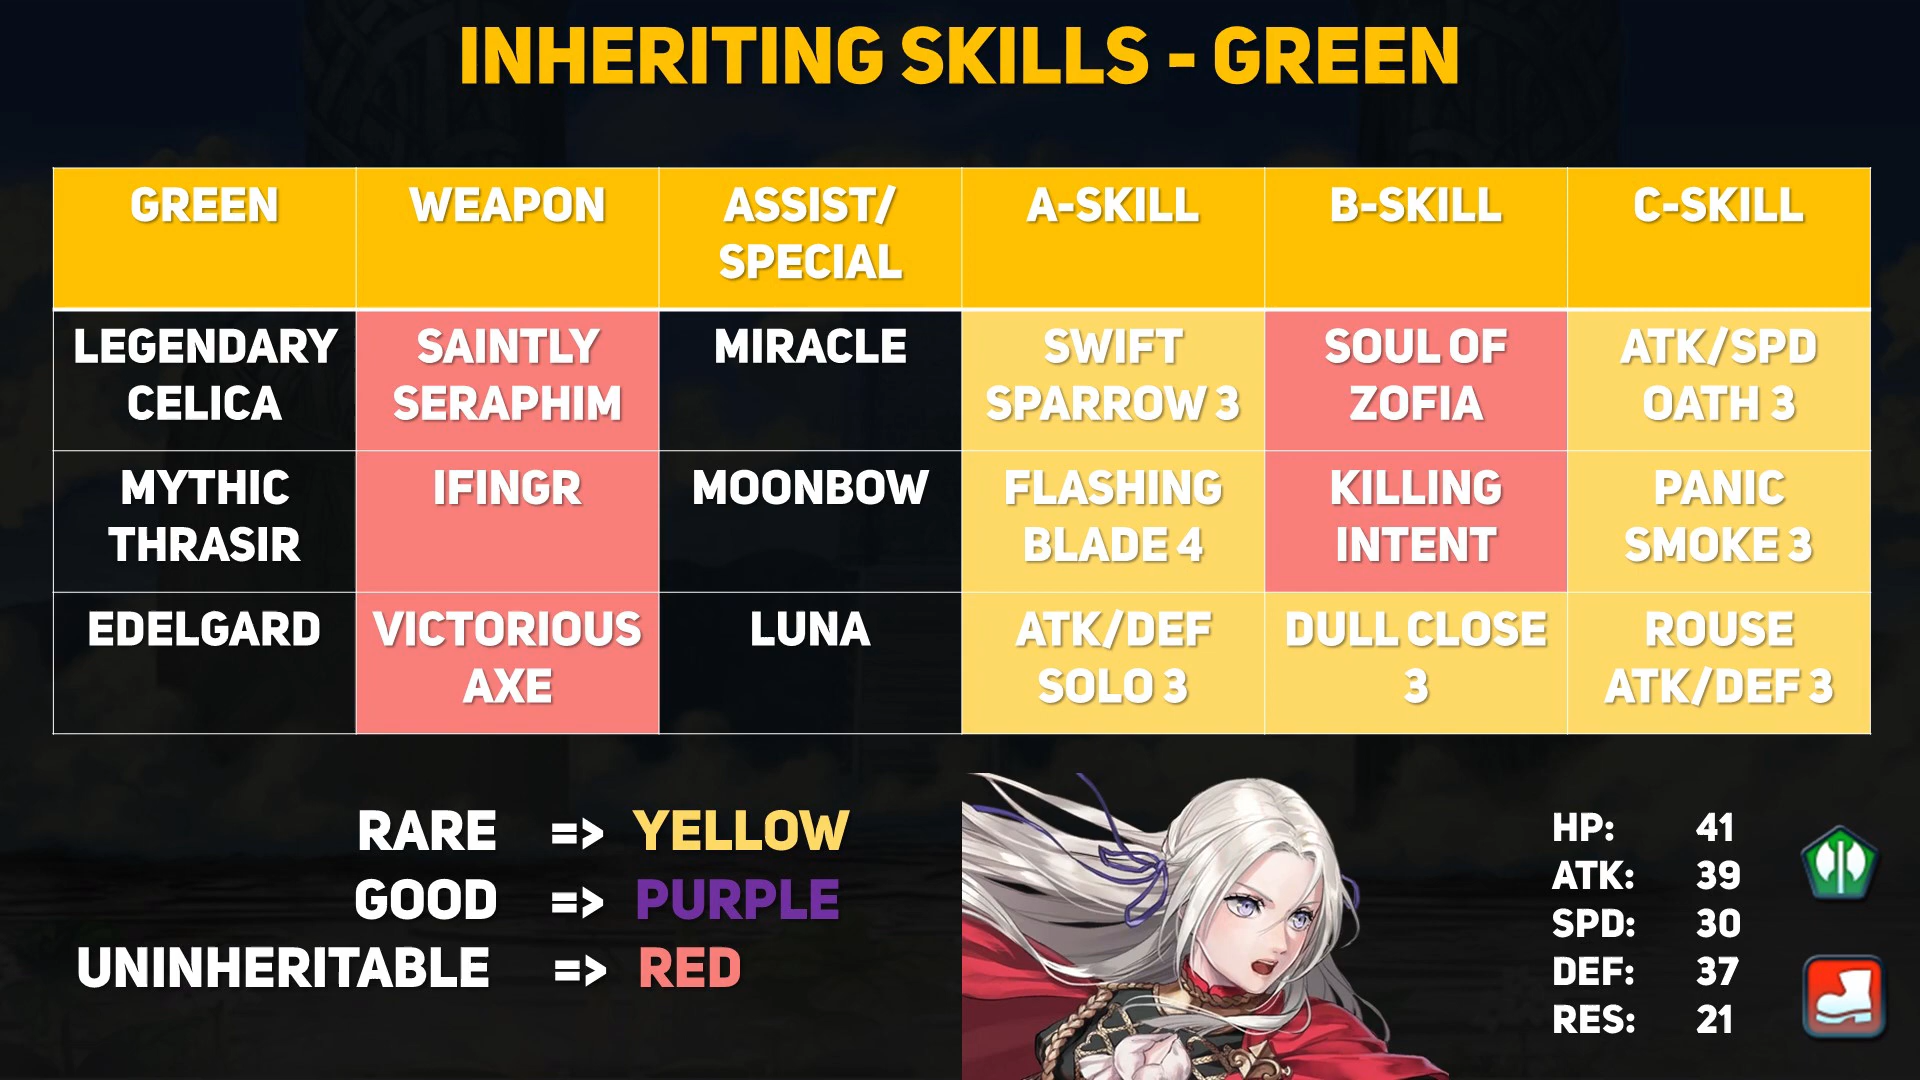 INHERITING SKILLS - GREEN
GREEN WEAPON ASSIST/ A-SKILL B-SKILL C-SKILL
SPECIAL
LEGENDARY SAINTLY MIRACLE SWIFT SOUL OF ATK/SPD
CELICA SERAPHIM SPARROW 3 ZOFIA OATH 3
MYTHIC IFINGR MOONBOW FLASHING KILLING PANIC
THRASIR BLADE 4 INTENT SMOKE 3
EDELGARD VICTORIOUS LUNA ATK/DEF DULL CLOSE ROUSE
AXE SOLO 3 3 ATK/DEF 3
RARE => YELLOW
GOOD => PURPLE
UNINHERITABLE => RED
HP: 41
ATK: 39
SPD: 30
DEF: 37
RES: 21